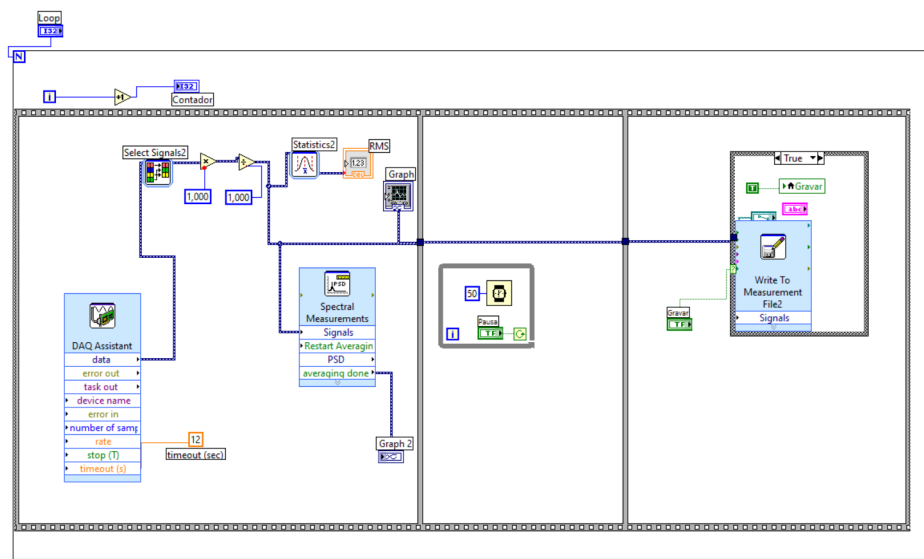 Loop
I32
N
i
+1
I32
Contador
Select Signals2
1,000
1,000
Statistics2
RMS
123
Graph
DAQ Assistant
data
error out
task out
device name
error in
number of samp
rate
stop (T)
timeout (s)
12
timeout (sec)
PSD
Spectral
Measurements
Signals
Restart Averagin
PSD
averaging done
Graph 2
50
i
Pausa
TF
True
T
Gravar
abc
Write To
Measurement
File2
Signals
Gravar
TF